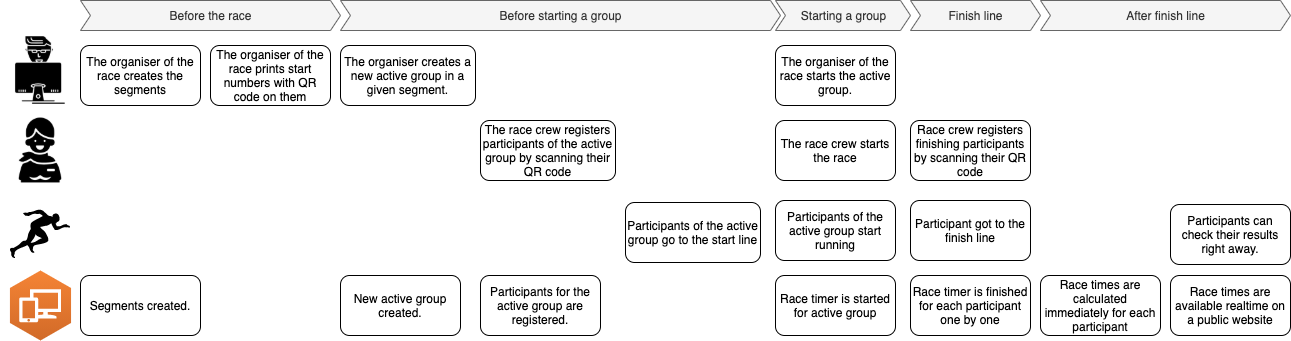 Before the race
Before starting a group
Starting a group
Finish line
After finish line
The organiser of the
race creates the
segments
The organiser of the
race prints start
numbers with QR
code on them
The organiser creates a
new active group in a
given segment.
The organiser of the
race starts the active
group.
The race crew registers
participants of the active
group by scanning their
QR code
The race crew starts
the race
Race crew registers
finishing participants
by scanning their QR
code
Participants of the active
group go to the start line
Participants of the
active group start
running
Participant got to the
finish line
Participants can
check their results
right away.
Segments created.
New active group
created.
Participants for the
active group are
registered.
Race timer is started
for active group
Race timer is finished
for each participant
one by one
Race times are
calculated
immediately for each
participant
Race times are
available realtime on
a public website